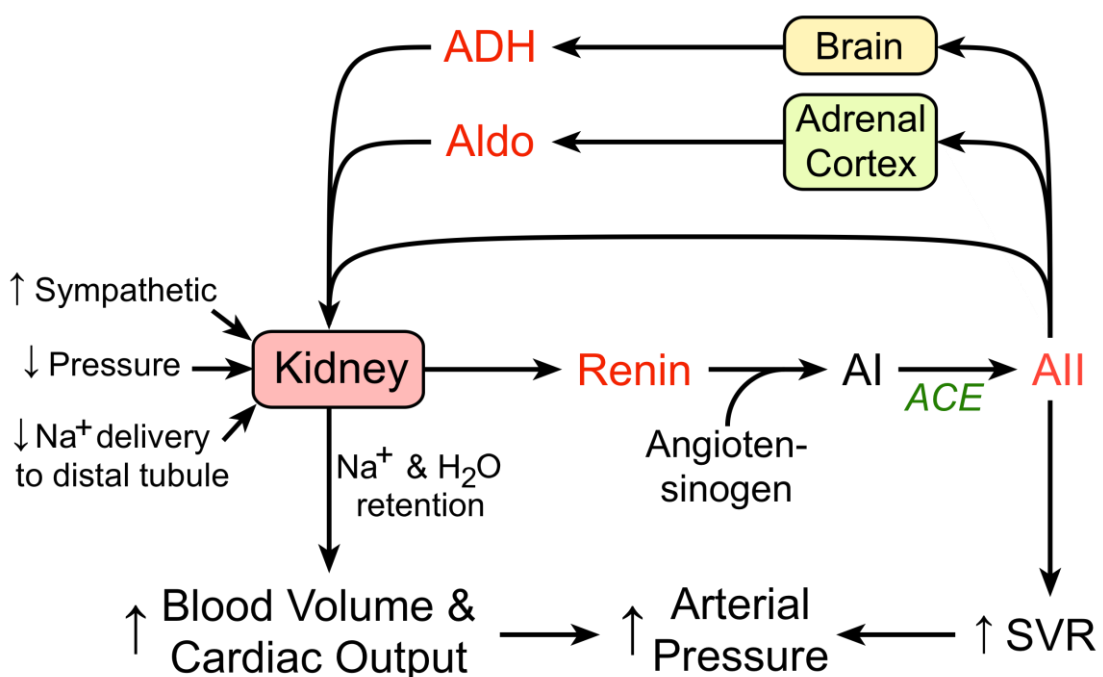 ADH
Brain
Aldo
Adrenal
Cortex
↑ Sympathetic
↓ Pressure
↓ Na⁺ delivery
to distal tubule
Kidney
Renin
AI
ACE
AII
Angioten-
sinogen
Na⁺ & H₂O
retention
↑ Blood Volume &
Cardiac Output
↑ Arterial
Pressure
↑ SVR